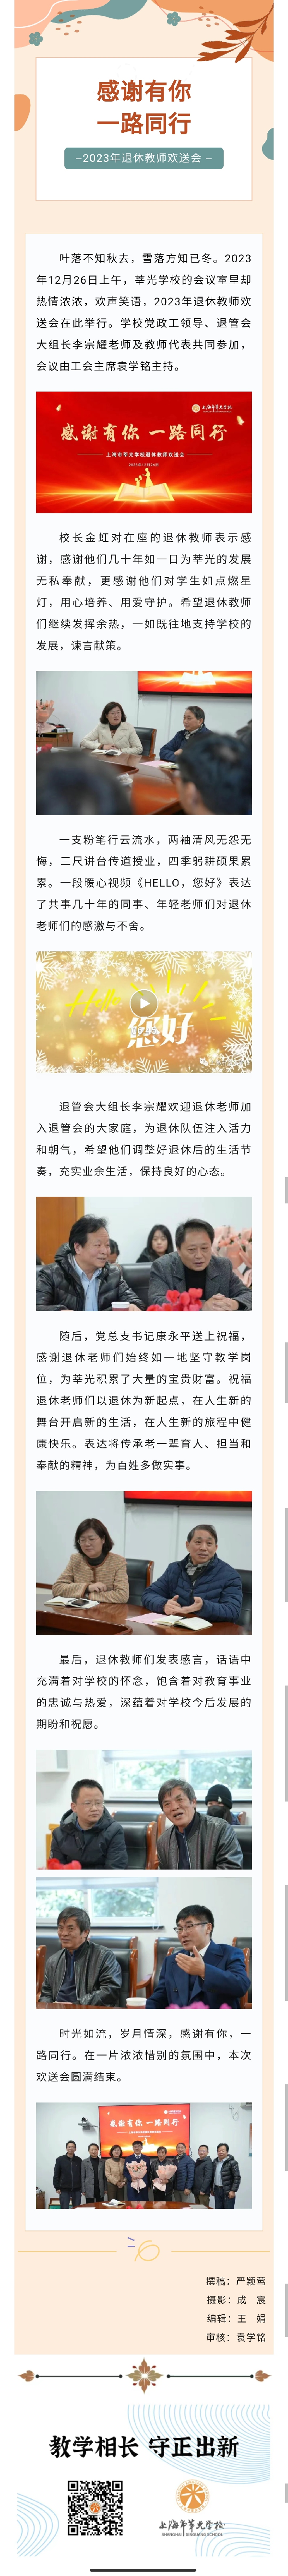 感谢有你
一路同行
–2023年退休教师欢送会 –
叶落不知秋去，雪落方知已冬。2023
年12月26日上午，莘光学校的会议室里却
热情浓浓，欢声笑语，2023年退休教师欢
送会在此举行。学校党政工领导、退管会
大组长李宗耀老师及教师代表共同参加，
会议由工会主席袁学铭主持。
上海莘光学校
感谢有你 一路同行
上海市莘光学校退休教师欢送会
2023年12月26日
校长金虹对在座的退休教师表示感
谢，感谢他们几十年如一日为莘光的发展
无私奉献，更感谢他们对学生如点燃星
灯，用心培养、用爱守护。希望退休教师
们继续发挥余热，一如既往地支持学校的
发展，谏言献策。
一支粉笔行云流水，两袖清风无怨无
悔，三尺讲台传道授业，四季躬耕硕果累
累。一段暖心视频《HELLO，您好》表达
了共事几十年的同事、年轻老师们对退休
老师们的感激与不舍。
Hello
您好
退管会大组长李宗耀欢迎退休老师加
入退管会的大家庭，为退休队伍注入活力
和朝气，希望他们调整好退休后的生活节
奏，充实业余生活，保持良好的心态。
随后，党总支书记康永平送上祝福，
感谢退休老师们始终如一地坚守教学岗
位，为莘光积累了大量的宝贵财富。祝福
退休老师们以退休为新起点，在人生新的
舞台开启新的生活，在人生新的旅程中健
康快乐。表达将传承老一辈育人、担当和
奉献的精神，为百姓多做实事。
最后，退休教师们发表感言，话语中
充满着对学校的怀念，饱含着对教育事业
的忠诚与热爱，深蕴着对学校今后发展的
期盼和祝愿。
时光如流，岁月情深，感谢有你，一
路同行。在一片浓浓惜别的氛围中，本次
欢送会圆满结束。
感谢有你 一路同行
撰稿：严颖莺
摄影：成　宸
编辑：王　娟
审核：袁学铭
教学相长 守正出新
上海莘光学校
SHANGHAI XINGUANG SCHOOL